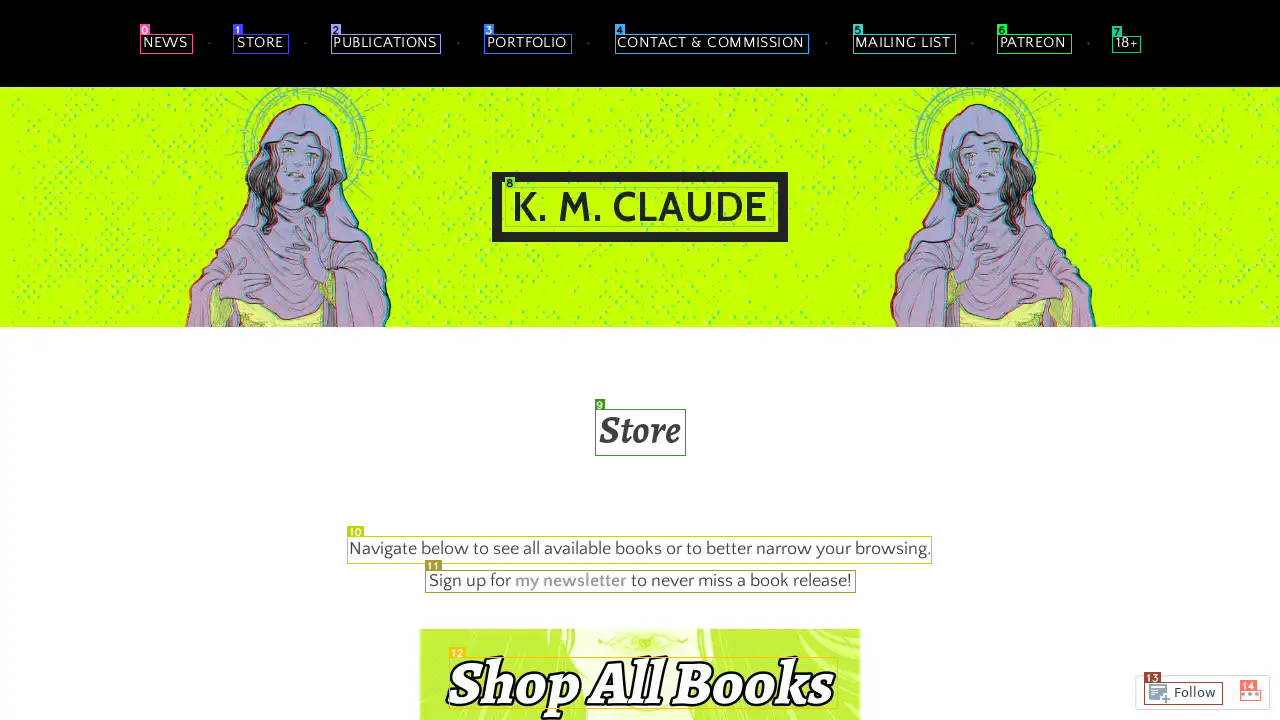 NEWS · STORE · PUBLICATIONS · PORTFOLIO · CONTACT & COMMISSION · MAILING LIST · PATREON · 18+
K. M. CLAUDE
Store
Navigate below to see all available books or to better narrow your browsing.
Sign up for my newsletter to never miss a book release!
Shop All Books
Follow
0
1
2
3
4
5
6
7
8
9
10
11
12
13
14